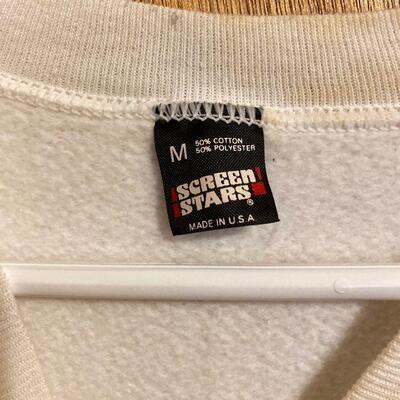 M 50% COTTON
50% POLYESTER
SCREEN
STARS®
MADE IN U.S.A.